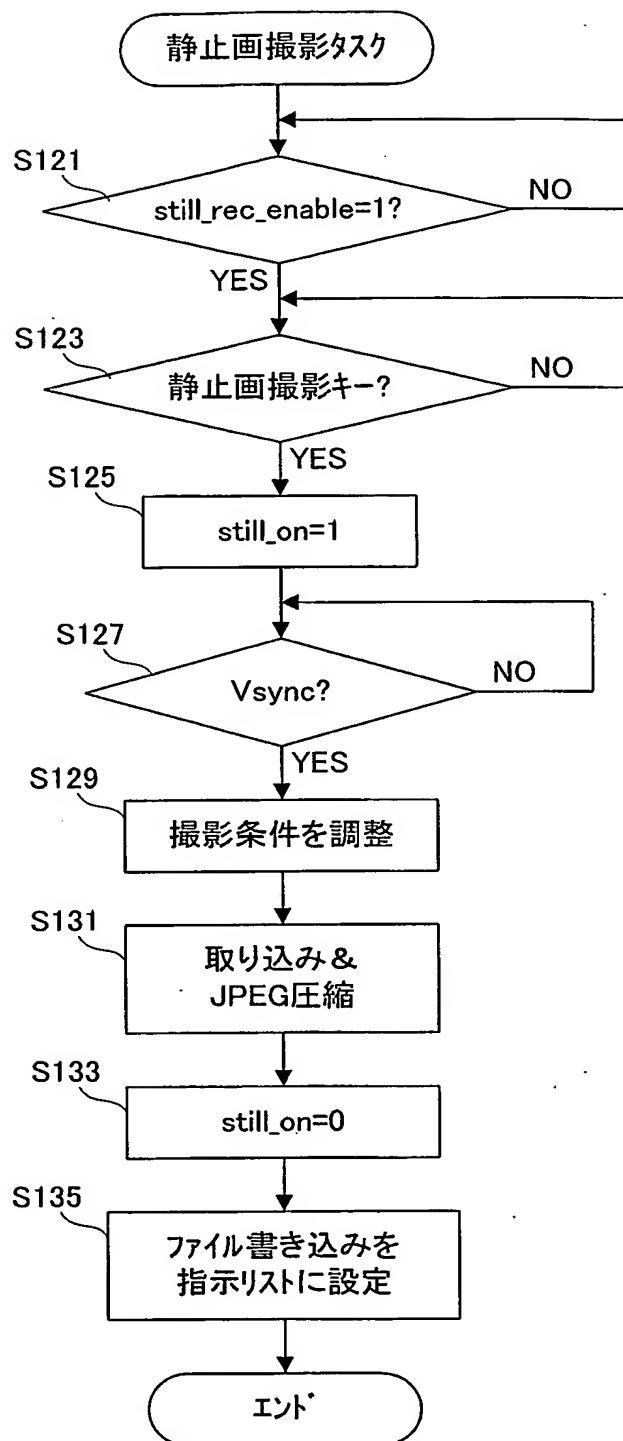 静止画撮影タスク
S121
still_rec_enable=1?
NO
YES
S123
静止画撮影キー?
NO
YES
S125
still_on=1
S127
Vsync?
NO
YES
S129
撮影条件を調整
S131
取り込み&
JPEG圧縮
S133
still_on=0
S135
ファイル書き込みを
指示リストに設定
エンド